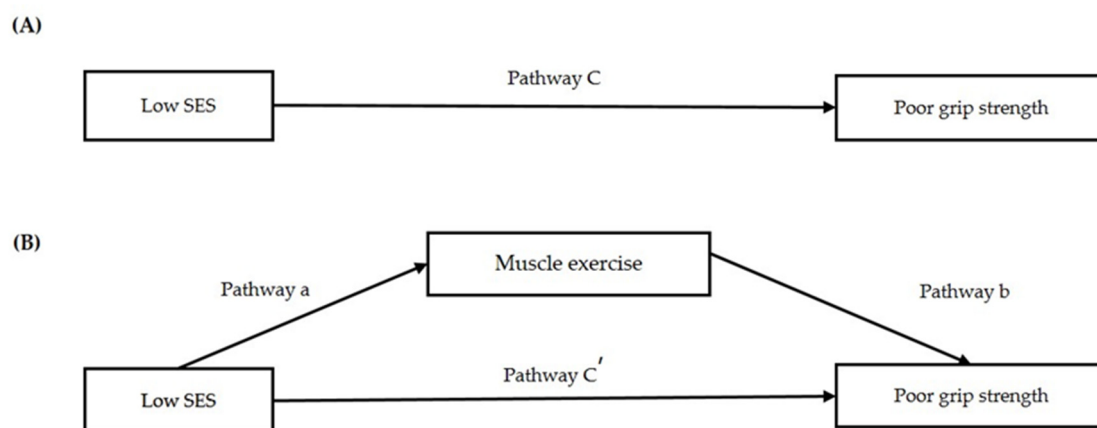 (A)
Pathway C
Low SES
Poor grip strength
(B)
Muscle exercise
Pathway a
Pathway b
Pathway C′
Low SES
Poor grip strength